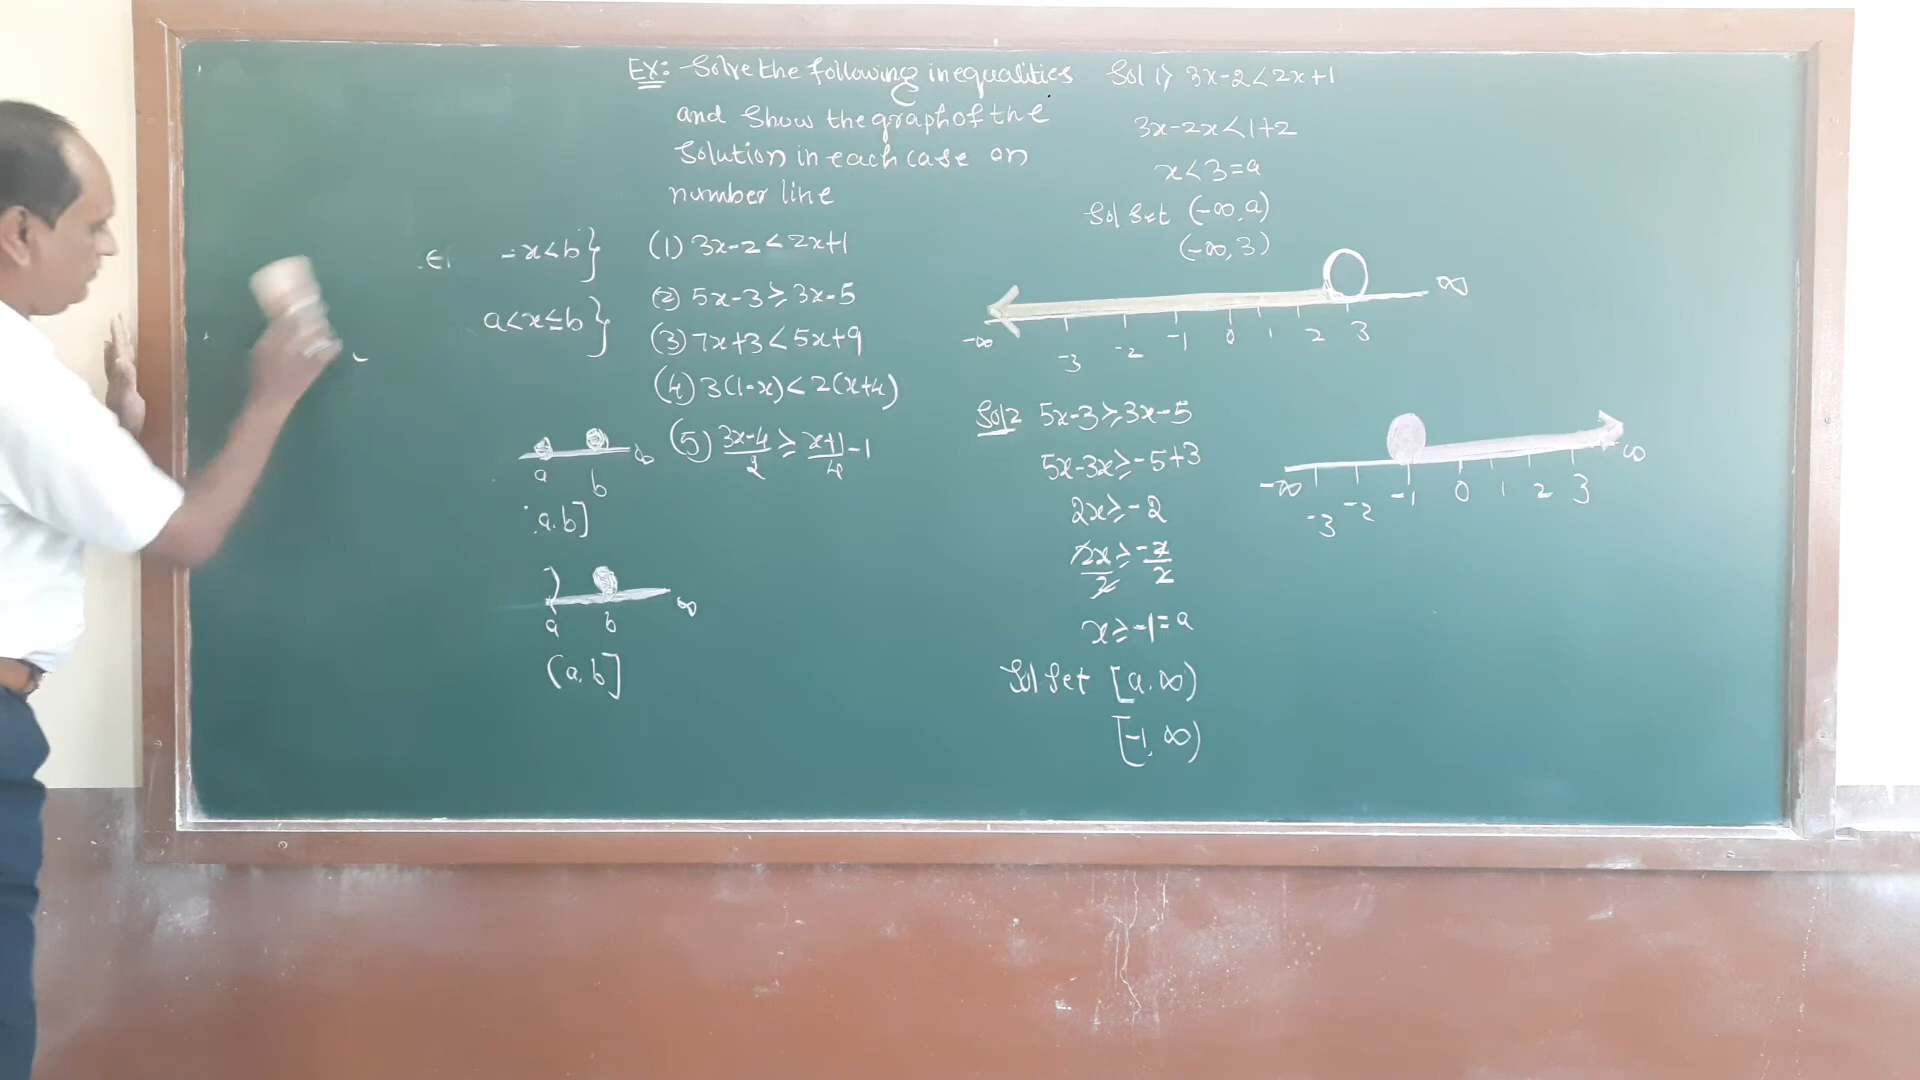 EX: Solve the following inequalities
and show the graph of the
solution in each case on
number line
(1) 3x-2<2x+1
(2) 5x-3≥3x-5
(3) 7x+3<5x+9
(4) 3(1-x)<2(x+4)
(5) \frac{3x-4}{2} ≥ \frac{x+1}{4} -1
∈ x<b}
a<x≤b}
a b ∞
a,b]
a b ∞
(a,b]
Sol 1) 3x-2<2x+1
3x-2x<1+2
x<3=a
Sol Set (-∞,a)
(-∞,3)
-∞ -3 -2 -1 0 1 2 3 ∞
Sol 2 5x-3≥3x-5
5x-3x≥-5+3
2x≥-2
\frac{2x}{2} ≥ \frac{-2}{2}
x≥-1=a
Sol Set [a,∞)
[-1,∞)
-∞ -3 -2 -1 0 1 2 3 ∞